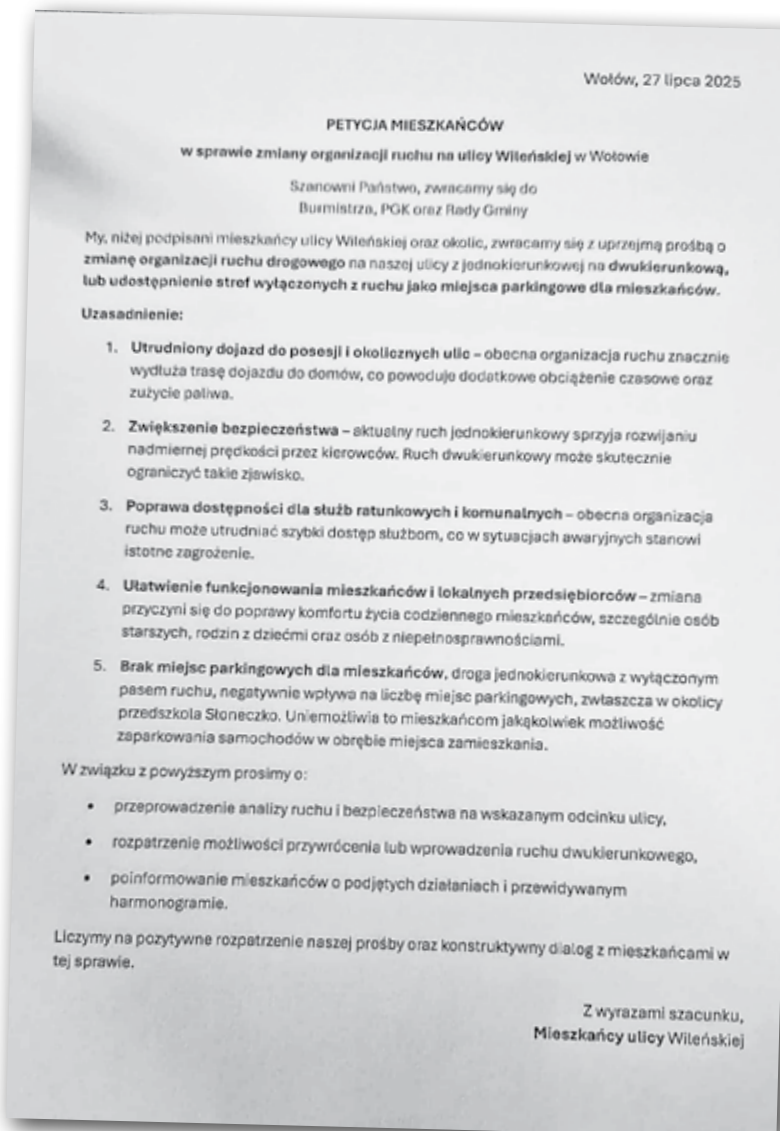 Wołów, 27 lipca 2025
PETYCJA MIESZKAŃCÓW
w sprawie zmiany organizacji ruchu na ulicy Wileńskiej w Wołowie
Szanowni Państwo, zwracamy się do
Burmistrza, PGK oraz Rady Gminy
My, niżej podpisani mieszkańcy ulicy Wileńskiej oraz okolic, zwracamy się z uprzejmą prośbą o
zmianę organizacji ruchu drogowego na naszej ulicy z jednokierunkowej na dwukierunkową,
lub udostępnienie stref wyłączonych z ruchu jako miejsca parkingowe dla mieszkańców.
Uzasadnienie:
1. Utrudniony dojazd do posesji i okolicznych ulic – obecna organizacja ruchu znacznie
wydłuża trasę dojazdu do domów, co powoduje dodatkowe obciążenie czasowe oraz
zużycie paliwa.
2. Zwiększenie bezpieczeństwa – aktualny ruch jednokierunkowy sprzyja rozwijaniu
nadmiernej prędkości przez kierowców. Ruch dwukierunkowy może skutecznie
ograniczyć takie zjawisko.
3. Poprawa dostępności dla służb ratunkowych i komunalnych – obecna organizacja
ruchu może utrudniać szybki dostęp służbom, co w sytuacjach awaryjnych stanowi
istotne zagrożenie.
4. Ułatwienie funkcjonowania mieszkańców i lokalnych przedsiębiorców – zmiana
przyczyni się do poprawy komfortu życia codziennego mieszkańców, szczególnie osób
starszych, rodzin z dziećmi oraz osób z niepełnosprawnościami.
5. Brak miejsc parkingowych dla mieszkańców, droga jednokierunkowa z wyłączonym
pasem ruchu, negatywnie wpływa na liczbę miejsc parkingowych, zwłaszcza w okolicy
przedszkola Słoneczko. Uniemożliwia to mieszkańcom jakąkolwiek możliwość
zaparkowania samochodów w obrębie miejsca zamieszkania.
W związku z powyższym prosimy o:
• przeprowadzenie analizy ruchu i bezpieczeństwa na wskazanym odcinku ulicy,
• rozpatrzenie możliwości przywrócenia lub wprowadzenia ruchu dwukierunkowego,
• poinformowanie mieszkańców o podjętych działaniach i przewidywanym
harmonogramie.
Liczymy na pozytywne rozpatrzenie naszej prośby oraz konstruktywny dialog z mieszkańcami w
tej sprawie.
Z wyrazami szacunku,
Mieszkańcy ulicy Wileńskiej